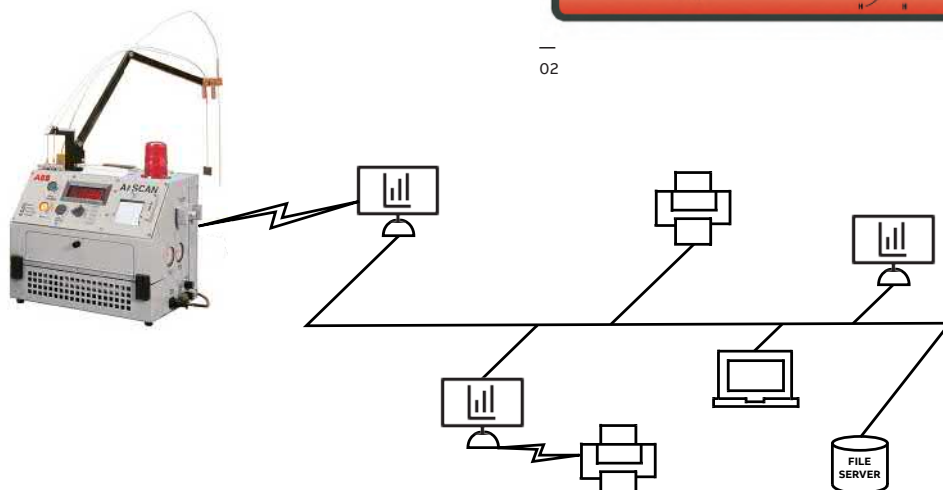 —
02
ABB
AlSCAN
FILE
SERVER